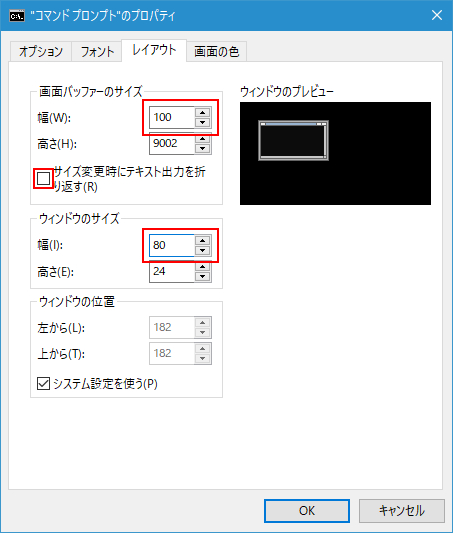 "コマンド プロンプト"のプロパティ
オプション フォント レイアウト 画面の色
画面バッファーのサイズ
幅(W): 100
高さ(H): 9002
サイズ変更時にテキスト出力を折
り返す(R)
ウィンドウのプレビュー
ウィンドウのサイズ
幅(I): 80
高さ(E): 24
ウィンドウの位置
左から(L): 182
上から(T): 182
システム設定を使う(P)
OK キャンセル